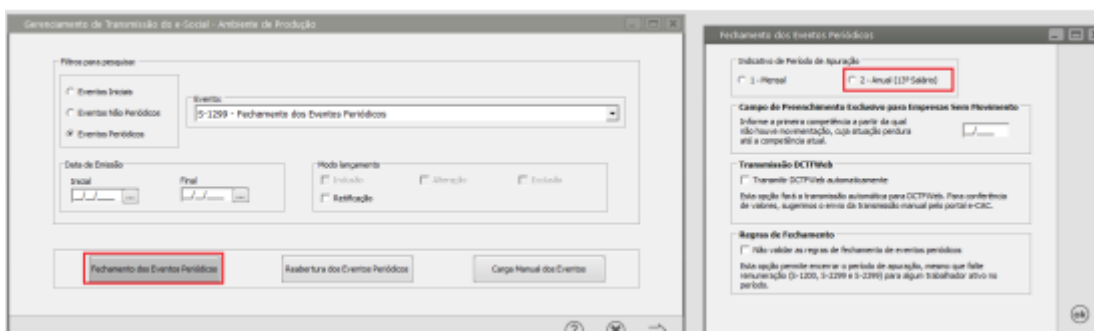 Gerenciamento de Transmissão do e-Social - Ambiente de Produção
Filtros para pesquisar
Eventos Iniciais
Eventos Não Periódicos
Eventos Periódicos
Evento
S-1299 - Fechamento dos Eventos Periódicos
Data de Emissão
Inicial
Final
Modo lançamento
Inclusão
Alteração
Exclusão
Retificação
Fechamento dos Eventos Periódicos
Reabertura dos Eventos Periódicos
Carga Manual dos Eventos
Fechamento dos Eventos Periódicos
Indicativo de Período de Apuração
1 - Mensal
2 - Anual (13º Salário)
Campo de Preenchimento Exclusivo para Empresas Sem Movimento
Informe a primeira competência a partir da qual
não houve movimentação, cuja situação perdura
até a competência atual.
Transmissão DCTFWeb
Transmitir DCTFWeb automaticamente
Esta opção fará a transmissão automática para DCTFWeb. Para conferência
de valores, sugerimos o envio da transmissão manual pelo portal e-CAC.
Regras de Fechamento
Não validar as regras de fechamento de eventos periódicos
Esta opção permite encerrar o período de apuração, mesmo que falte
remuneração (S-1200, S-2299 e S-2399) para algum trabalhador ativo no
período.
ok